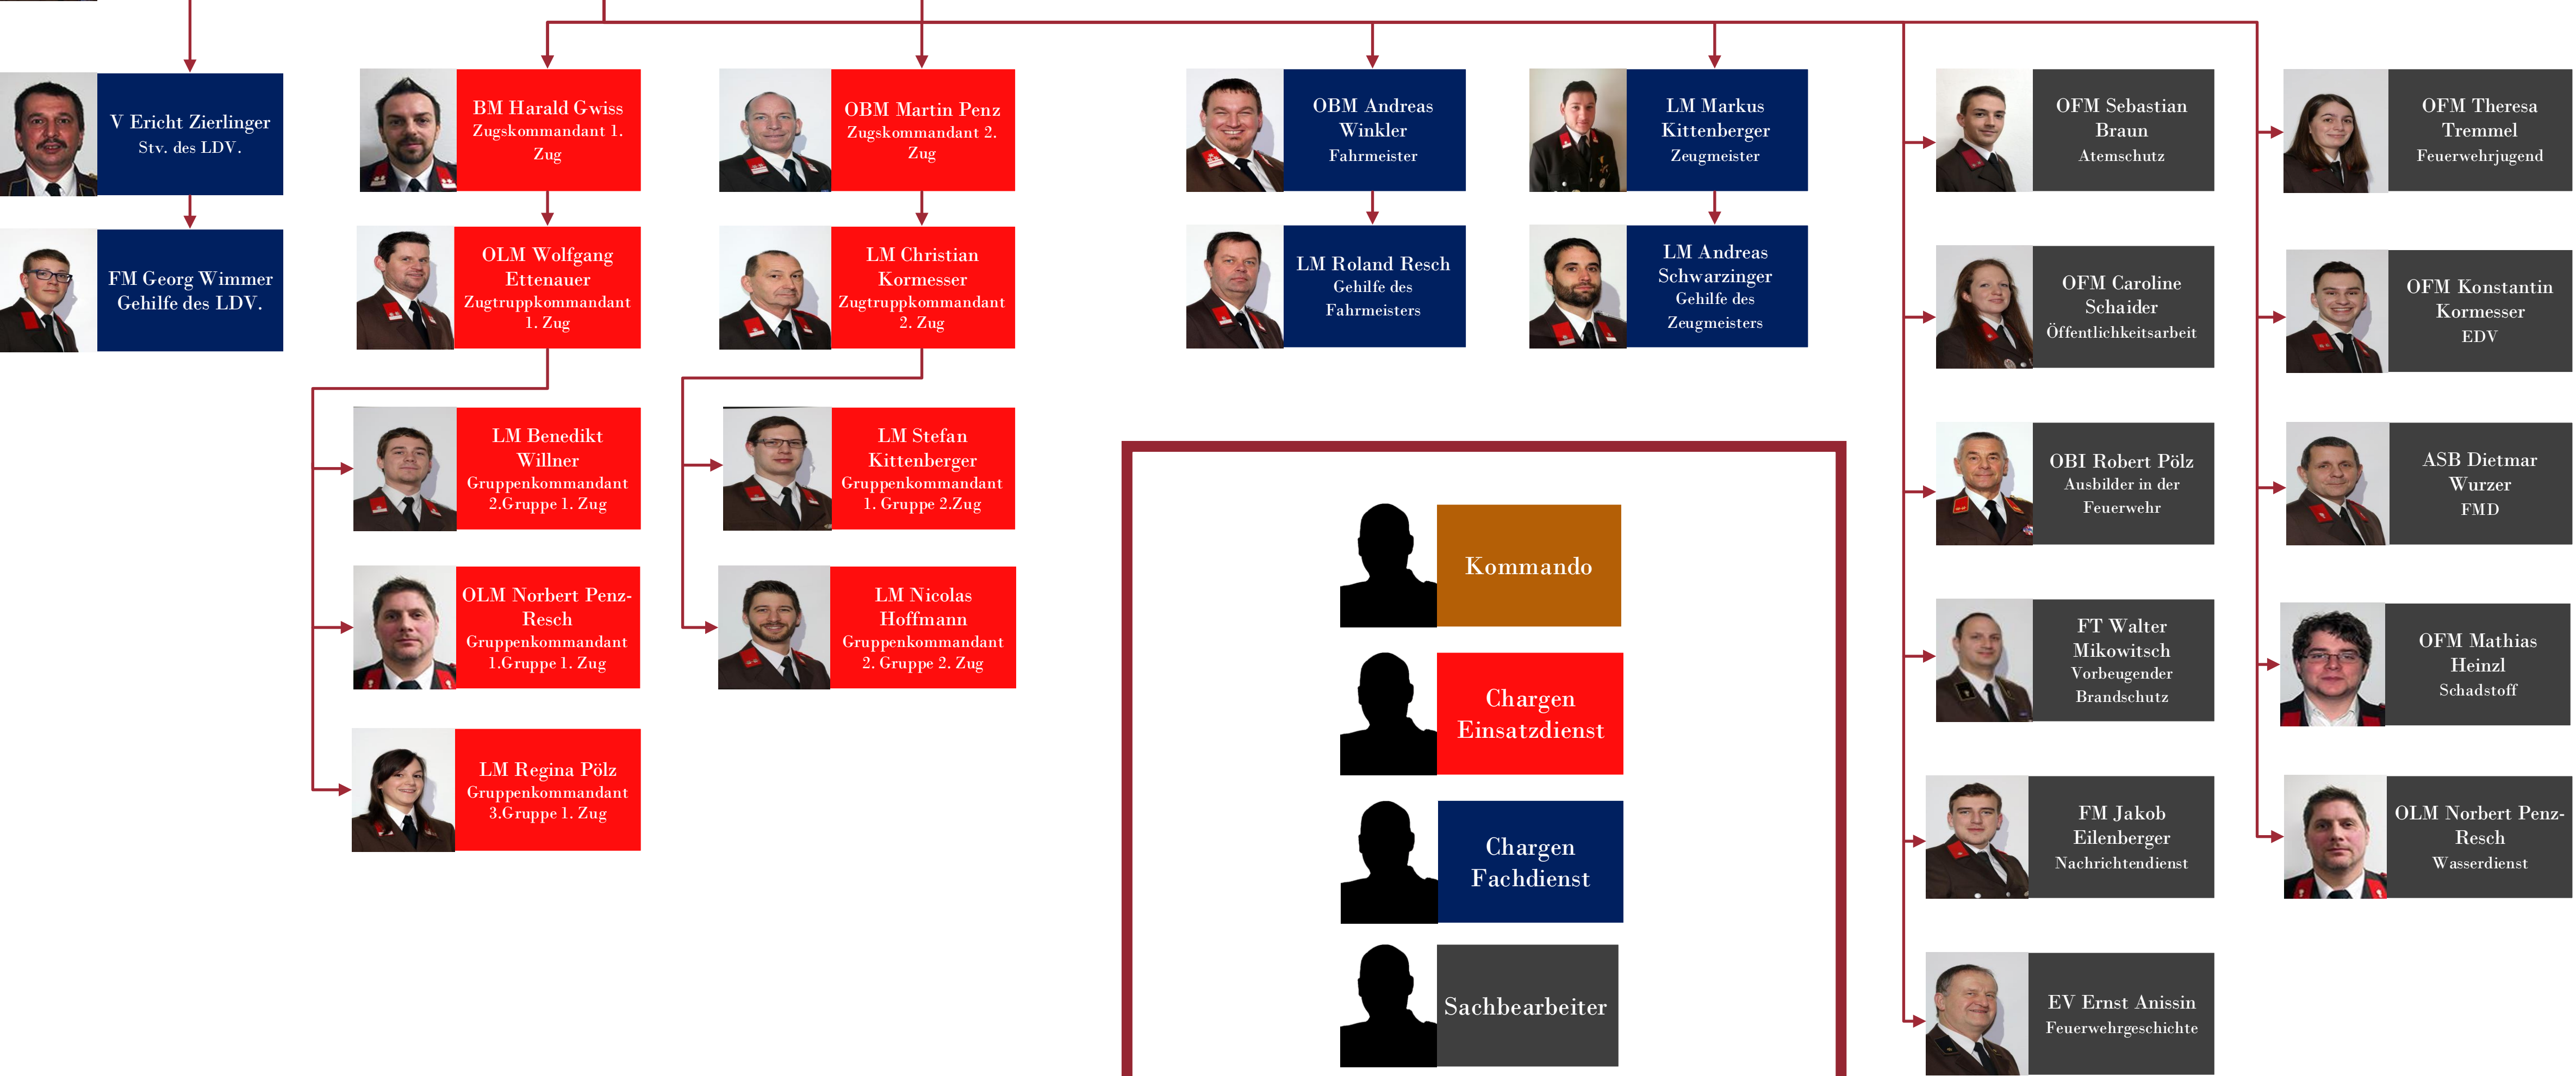 V Ericht Zierlinger
Stv. des LDV.
FM Georg Wimmer
Gehilfe des LDV.
BM Harald Gwiss
Zugskommandant 1.
Zug
OLM Wolfgang
Ettenauer
Zugtruppkommandant
1. Zug
LM Benedikt
Willner
Gruppenkommandant
2.Gruppe 1. Zug
OLM Norbert Penz-
Resch
Gruppenkommandant
1.Gruppe 1. Zug
LM Regina Pölz
Gruppenkommandant
3.Gruppe 1. Zug
OBM Martin Penz
Zugskommandant 2.
Zug
LM Christian
Kormesser
Zugtruppkommandant
2. Zug
LM Stefan
Kittenberger
Gruppenkommandant
1. Gruppe 2.Zug
LM Nicolas
Hoffmann
Gruppenkommandant
2. Gruppe 2. Zug
OBM Andreas
Winkler
Fahrmeister
LM Roland Resch
Gehilfe des
Fahrmeisters
LM Markus
Kittenberger
Zeugmeister
LM Andreas
Schwarzinger
Gehilfe des
Zeugmeisters
Kommando
Chargen
Einsatzdienst
Chargen
Fachdienst
Sachbearbeiter
OFM Sebastian
Braun
Atemschutz
OFM Caroline
Schaider
Öffentlichkeitsarbeit
OBI Robert Pölz
Ausbilder in der
Feuerwehr
FT Walter
Mikowitsch
Vorbeugender
Brandschutz
FM Jakob
Eilenberger
Nachrichtendienst
EV Ernst Anissin
Feuerwehrgeschichte
OFM Theresa
Tremmel
Feuerwehrjugend
OFM Konstantin
Kormesser
EDV
ASB Dietmar
Wurzer
FMD
OFM Mathias
Heinzl
Schadstoff
OLM Norbert Penz-
Resch
Wasserdienst